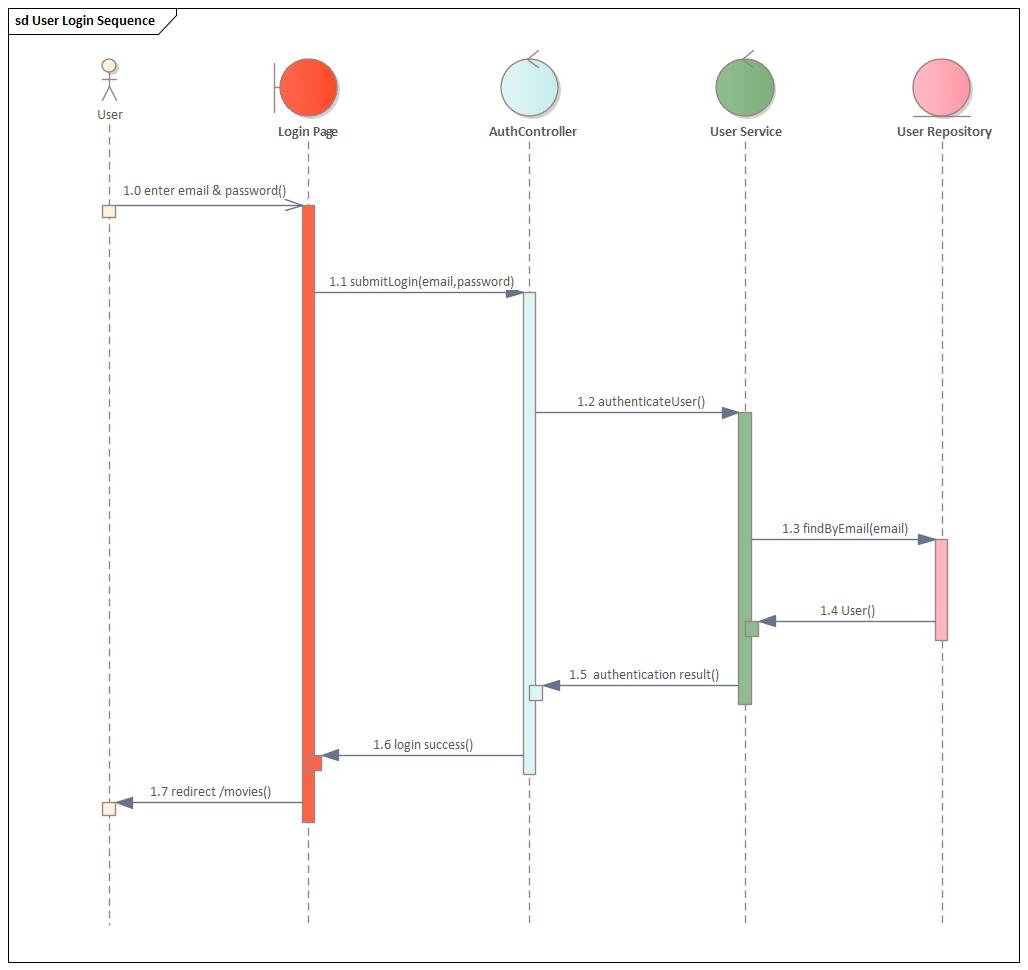 sd User Login Sequence
User
Login Page
AuthController
User Service
User Repository
1.0 enter email & password()
1.1 submitLogin(email,password)
1.2 authenticateUser()
1.3 findByEmail(email)
1.4 User()
1.5  authentication result()
1.6 login success()
1.7 redirect /movies()